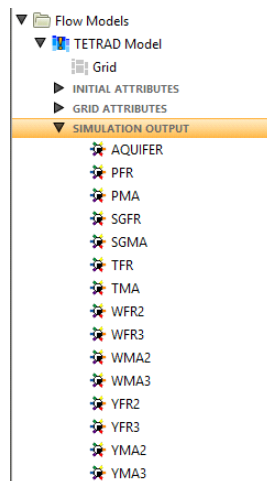 Flow Models
TETRAD Model
Grid
INITIAL ATTRIBUTES
GRID ATTRIBUTES
SIMULATION OUTPUT
AQUIFER
PFR
PMA
SGFR
SGMA
TFR
TMA
WFR2
WFR3
WMA2
WMA3
YFR2
YFR3
YMA2
YMA3